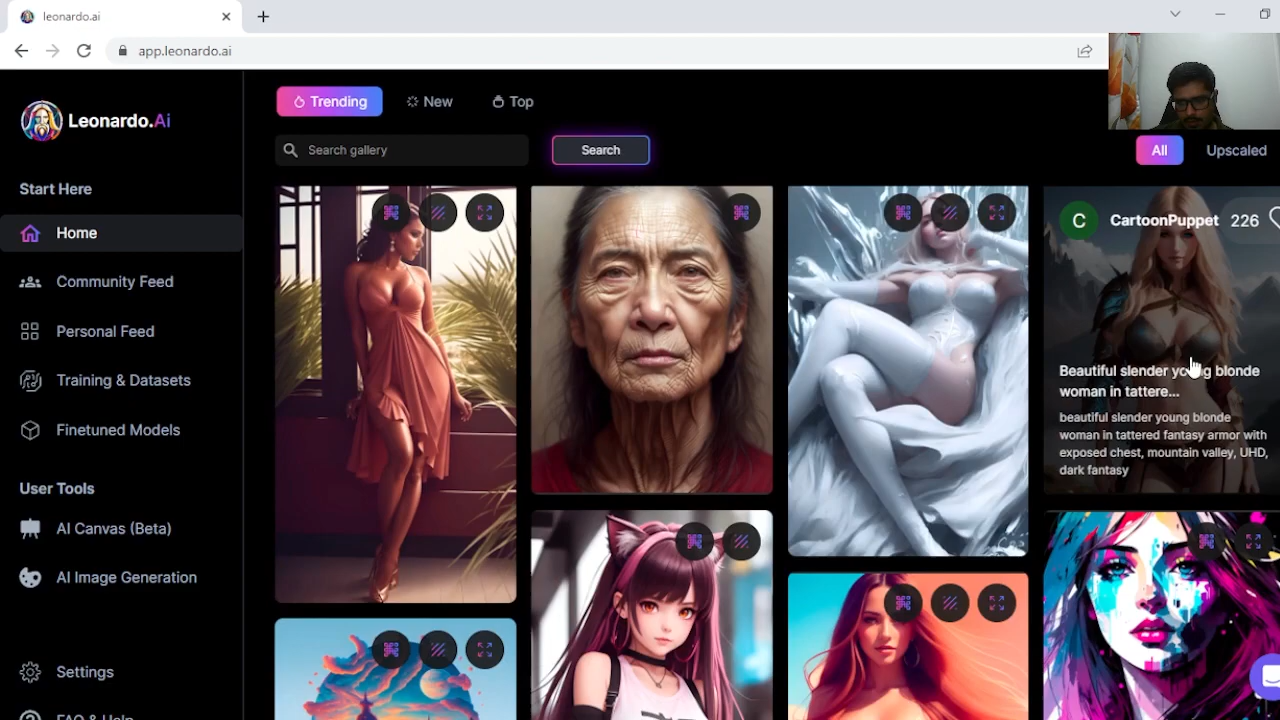 leonardo.ai
app.leonardo.ai
Leonardo.Ai
Start Here
Home
Community Feed
Personal Feed
Training & Datasets
Finetuned Models
User Tools
AI Canvas (Beta)
AI Image Generation
Settings
FAQ & Help
Trending
New
Top
Search gallery
Search
All
Upscaled
C
CartoonPuppet
226
Beautiful slender young blonde
woman in tattere...
beautiful slender young blonde
woman in tattered fantasy armor with
exposed chest, mountain valley, UHD,
dark fantasy